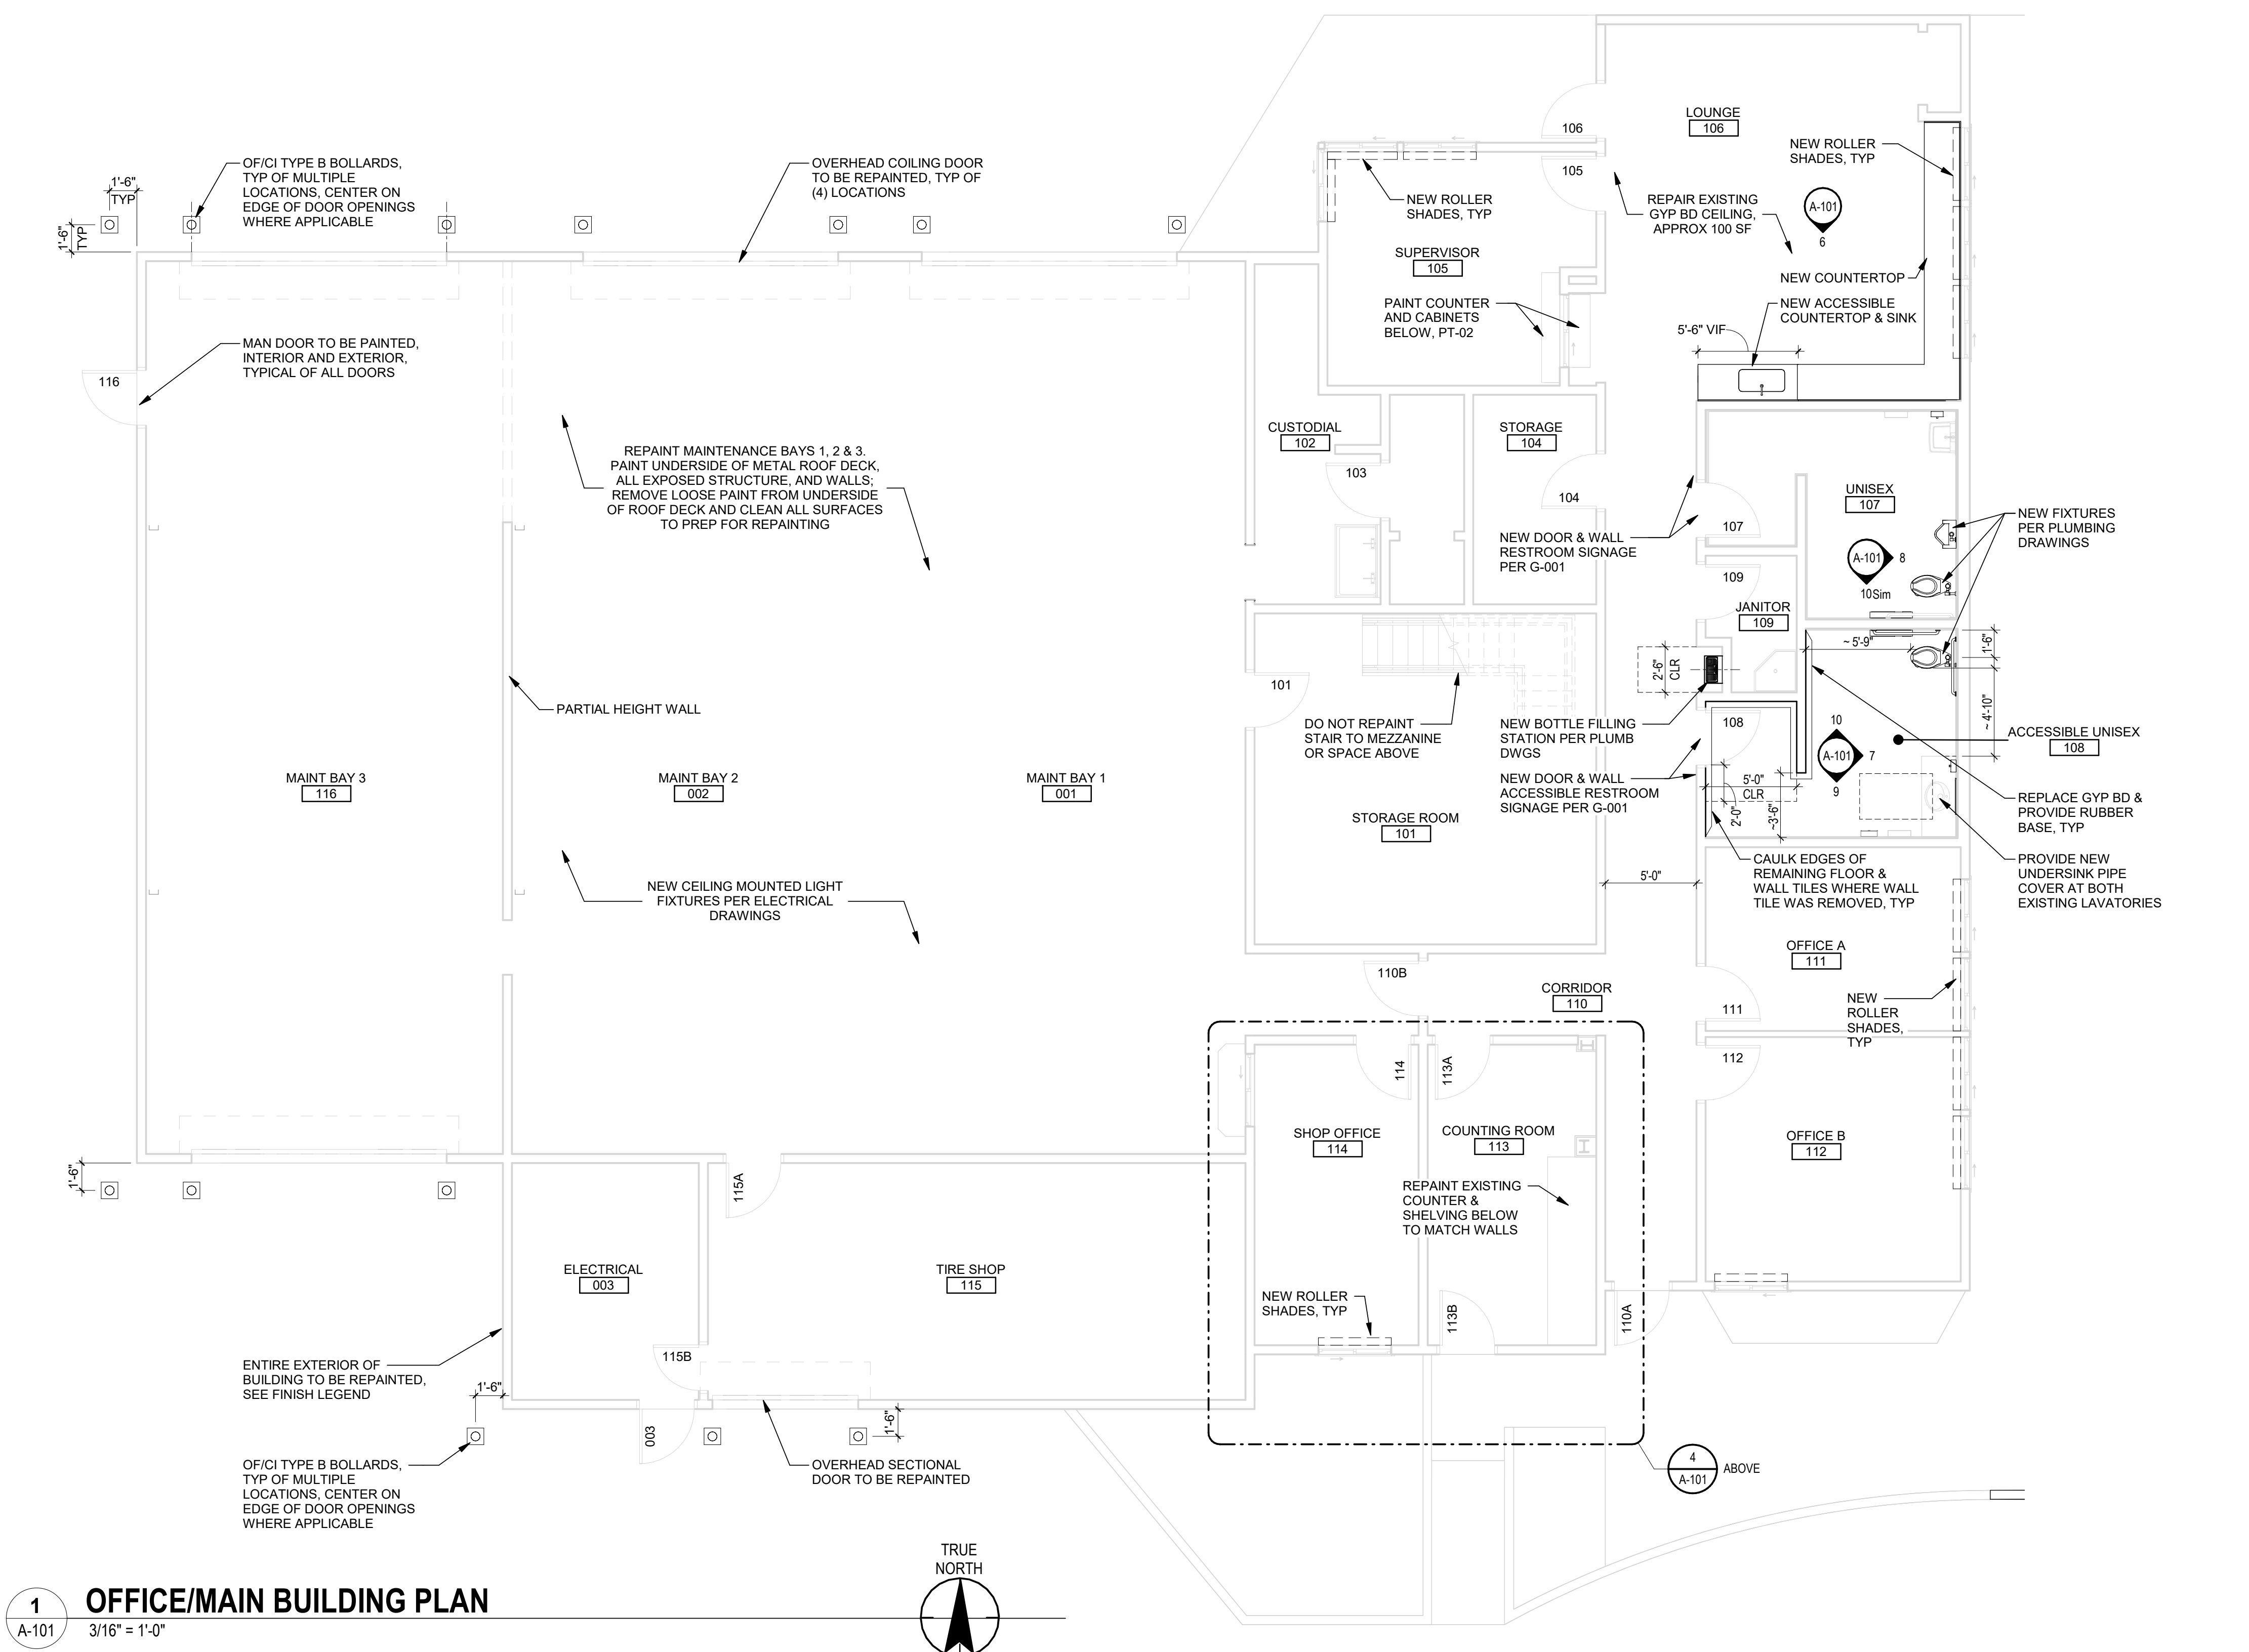 OF/CI TYPE B BOLLARDS,
TYP OF MULTIPLE
LOCATIONS, CENTER ON
EDGE OF DOOR OPENINGS
WHERE APPLICABLE
1'-6"
TYP
1'-6"
TYP
OVERHEAD COILING DOOR
TO BE REPAINTED, TYP OF
(4) LOCATIONS
MAN DOOR TO BE PAINTED,
INTERIOR AND EXTERIOR,
TYPICAL OF ALL DOORS
116
REPAINT MAINTENANCE BAYS 1, 2 & 3.
PAINT UNDERSIDE OF METAL ROOF DECK,
ALL EXPOSED STRUCTURE, AND WALLS;
REMOVE LOOSE PAINT FROM UNDERSIDE
OF ROOF DECK AND CLEAN ALL SURFACES
TO PREP FOR REPAINTING
PARTIAL HEIGHT WALL
MAINT BAY 3
116
MAINT BAY 2
002
MAINT BAY 1
001
NEW CEILING MOUNTED LIGHT
FIXTURES PER ELECTRICAL
DRAWINGS
106
105
LOUNGE
106
NEW ROLLER
SHADES, TYP
NEW ROLLER
SHADES, TYP
REPAIR EXISTING
GYP BD CEILING,
APPROX 100 SF
A-101
6
SUPERVISOR
105
PAINT COUNTER
AND CABINETS
BELOW, PT-02
NEW COUNTERTOP
NEW ACCESSIBLE
COUNTERTOP & SINK
5'-6" VIF
CUSTODIAL
102
103
STORAGE
104
104
UNISEX
107
107
NEW DOOR & WALL
RESTROOM SIGNAGE
PER G-001
NEW FIXTURES
PER PLUMBING
DRAWINGS
A-101
8
10Sim
109
JANITOR
109
~ 5'-9"
1'-6"
~ 4'-10"
2'-6"
CLR
101
DO NOT REPAINT
STAIR TO MEZZANINE
OR SPACE ABOVE
NEW BOTTLE FILLING
STATION PER PLUMB
DWGS
108
10
A-101
7
9
ACCESSIBLE UNISEX
108
NEW DOOR & WALL
ACCESSIBLE RESTROOM
SIGNAGE PER G-001
5'-0"
CLR
2'-0"
~3'-6"
REPLACE GYP BD &
PROVIDE RUBBER
BASE, TYP
STORAGE ROOM
101
CAULK EDGES OF
REMAINING FLOOR &
WALL TILES WHERE WALL
TILE WAS REMOVED, TYP
PROVIDE NEW
UNDERSINK PIPE
COVER AT BOTH
EXISTING LAVATORIES
5'-0"
OFFICE A
111
110B
CORRIDOR
110
111
NEW
ROLLER
SHADES,
TYP
112
114
113A
SHOP OFFICE
114
COUNTING ROOM
113
OFFICE B
112
REPAINT EXISTING
COUNTER &
SHELVING BELOW
TO MATCH WALLS
1'-6"
115A
ELECTRICAL
003
TIRE SHOP
115
NEW ROLLER
SHADES, TYP
113B
110A
115B
ENTIRE EXTERIOR OF
BUILDING TO BE REPAINTED,
SEE FINISH LEGEND
1'-6"
003
1'-6"
OF/CI TYPE B BOLLARDS,
TYP OF MULTIPLE
LOCATIONS, CENTER ON
EDGE OF DOOR OPENINGS
WHERE APPLICABLE
OVERHEAD SECTIONAL
DOOR TO BE REPAINTED
4
A-101
ABOVE
TRUE
NORTH
1
A-101
OFFICE/MAIN BUILDING PLAN
3/16" = 1'-0"